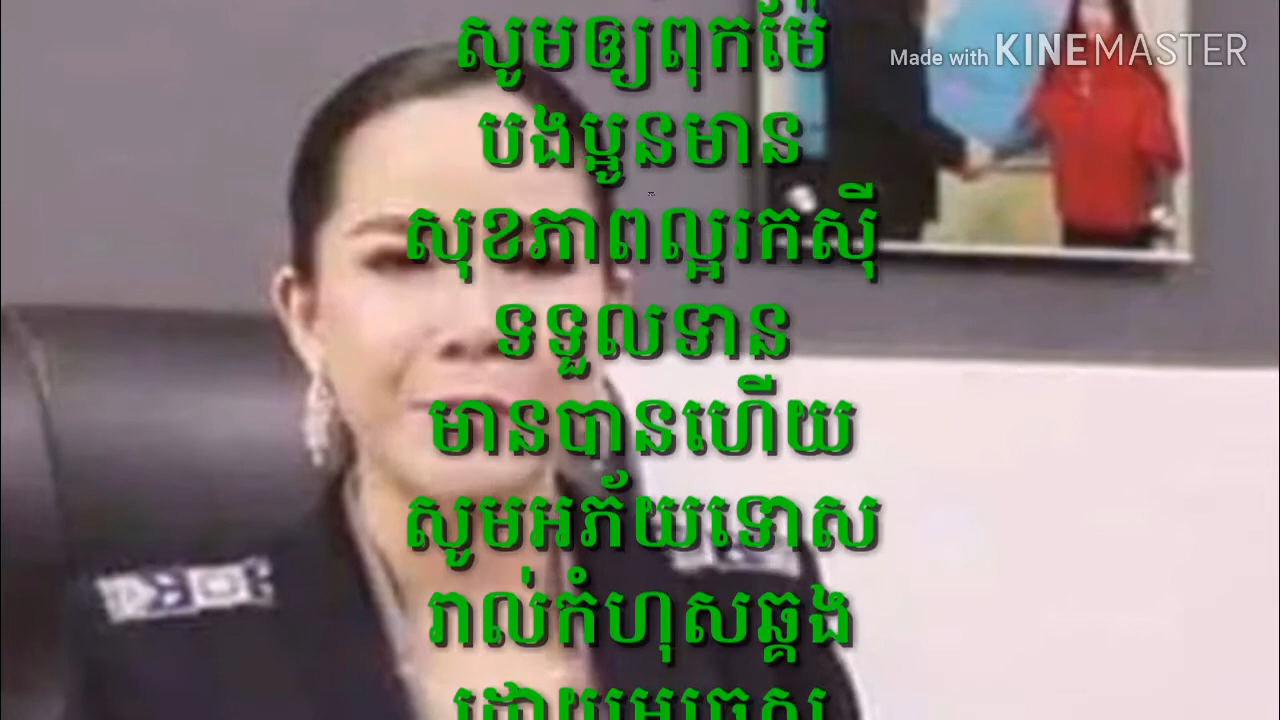 សូមឲ្យពុកម៉ែ
Made with KINEMASTER
បងប្អូនមាន
សុខភាពល្អរកស៊ី
ទទួលទាន
មានបានហើយ
សូមអភ័យទោស
រាល់កំហុសឆ្គង